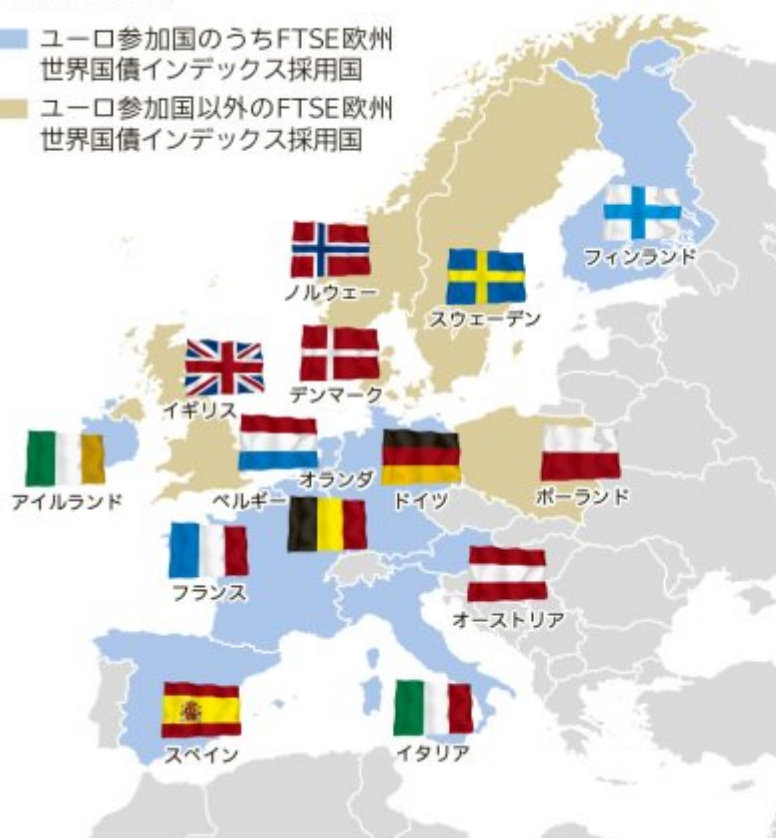 ユーロ参加国のうちFTSE欧州
世界国債インデックス採用国
ユーロ参加国以外のFTSE欧州
世界国債インデックス採用国
フィンランド
ノルウェー
スウェーデン
デンマーク
イギリス
オランダ
アイルランド
ベルギー
ドイツ
ポーランド
フランス
オーストリア
スペイン
イタリア